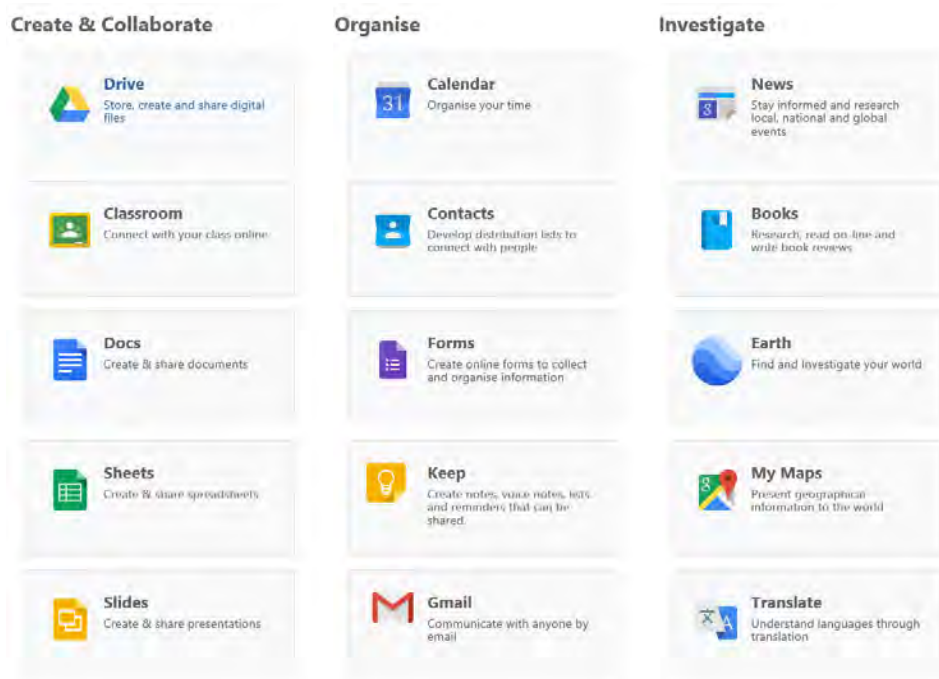 Create & Collaborate
Drive
Store, create and share digital
files
Classroom
Connect with your class online
Docs
Create & share documents
Sheets
Create & share spreadsheets
Slides
Create & share presentations
Organise
31
Calendar
Organise your time
Contacts
Develop distribution lists to
connect with people
Forms
Create online forms to collect
and organise information
Keep
Create notes, voice notes, lists
and reminders that can be
shared.
Gmail
Communicate with anyone by
email
Investigate
8
News
Stay informed and research
local, national and global
events
Books
Research, read on-line and
write book reviews
Earth
Find and investigate your world
8
My Maps
Present geographical
information to the world
文A
Translate
Understand languages through
translation